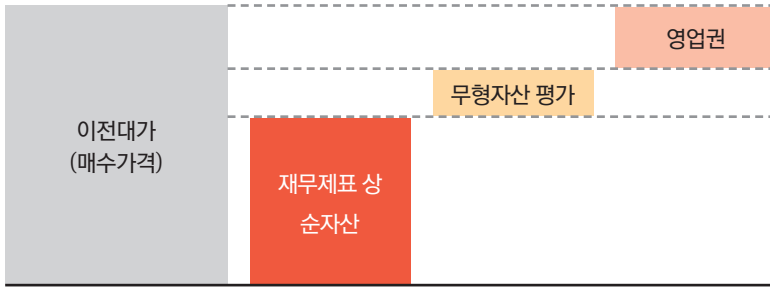 영업권
무형자산 평가
이전대가
(매수가격)
재무제표 상
순자산